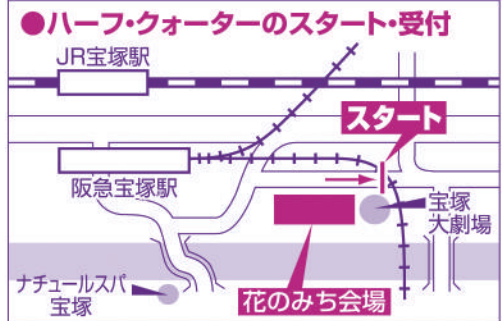 ●ハーフ・クォーターのスタート・受付
JR宝塚駅
スタート
阪急宝塚駅
宝塚
大劇場
ナチュールスパ
宝塚
花のみち会場